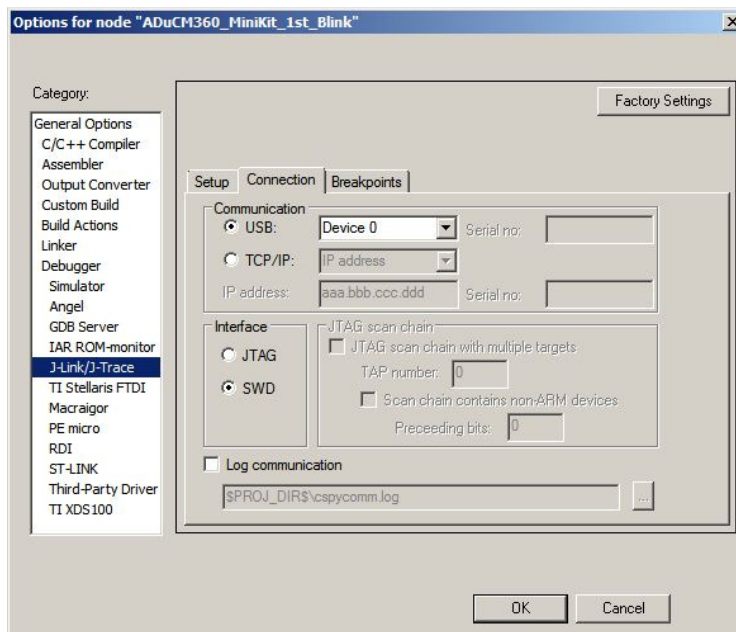 Options for node "ADuCM360_MiniKit_1st_Blink"
Category:
Factory Settings
General Options
C/C++ Compiler
Assembler
Output Converter
Custom Build
Build Actions
Linker
Debugger
Simulator
Angel
GDB Server
IAR ROM-monitor
J-Link/J-Trace
TI Stellaris FTDI
Macraigor
PE micro
RDI
ST-LINK
Third-Party Driver
TI XDS100
Setup Connection Breakpoints
Communication
USB: Device 0 Serial no:
TCP/IP: IP address
IP address: aaa.bbb.ccc.ddd Serial no:
Interface
JTAG
SWD
JTAG scan chain
JTAG scan chain with multiple targets
TAP number: 0
Scan chain contains non-ARM devices
Preceeding bits: 0
Log communication
$PROJ_DIR$\cspycomm.log ...
OK Cancel